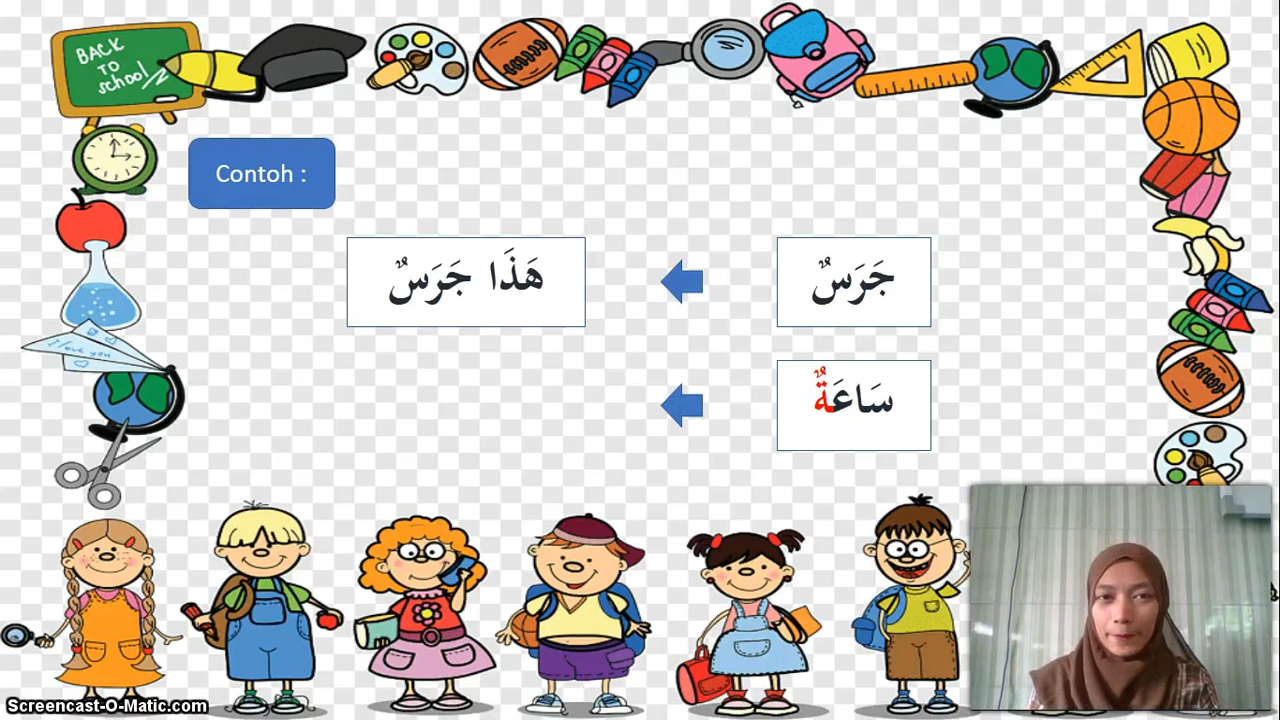 BACK
TO
school
Contoh :
جَرَسٌ
هَذَا جَرَسٌ
سَاعَةٌ
I love you
Screencast-O-Matic.com